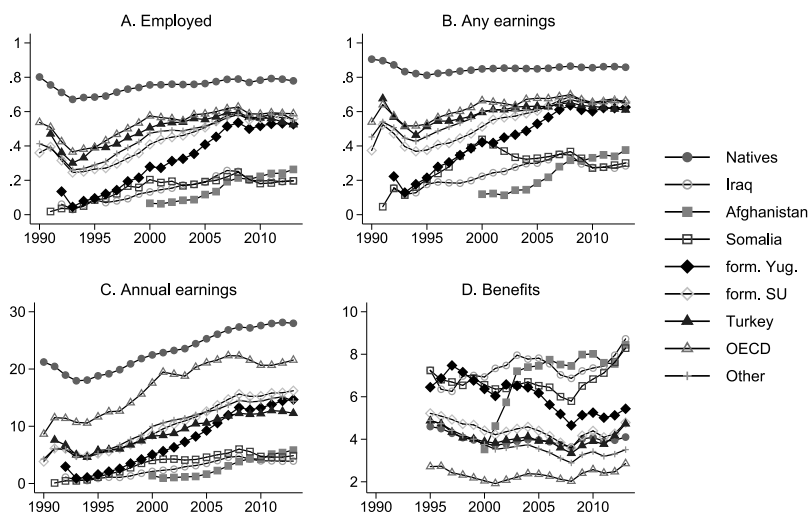 A. Employed
1
.8
.6
.4
.2
0
1990 1995 2000 2005 2010
B. Any earnings
1
.8
.6
.4
.2
0
1990 1995 2000 2005 2010
C. Annual earnings
30
20
10
0
1990 1995 2000 2005 2010
D. Benefits
10
8
6
4
2
1990 1995 2000 2005 2010
Natives
Iraq
Afghanistan
Somalia
form. Yug.
form. SU
Turkey
OECD
Other